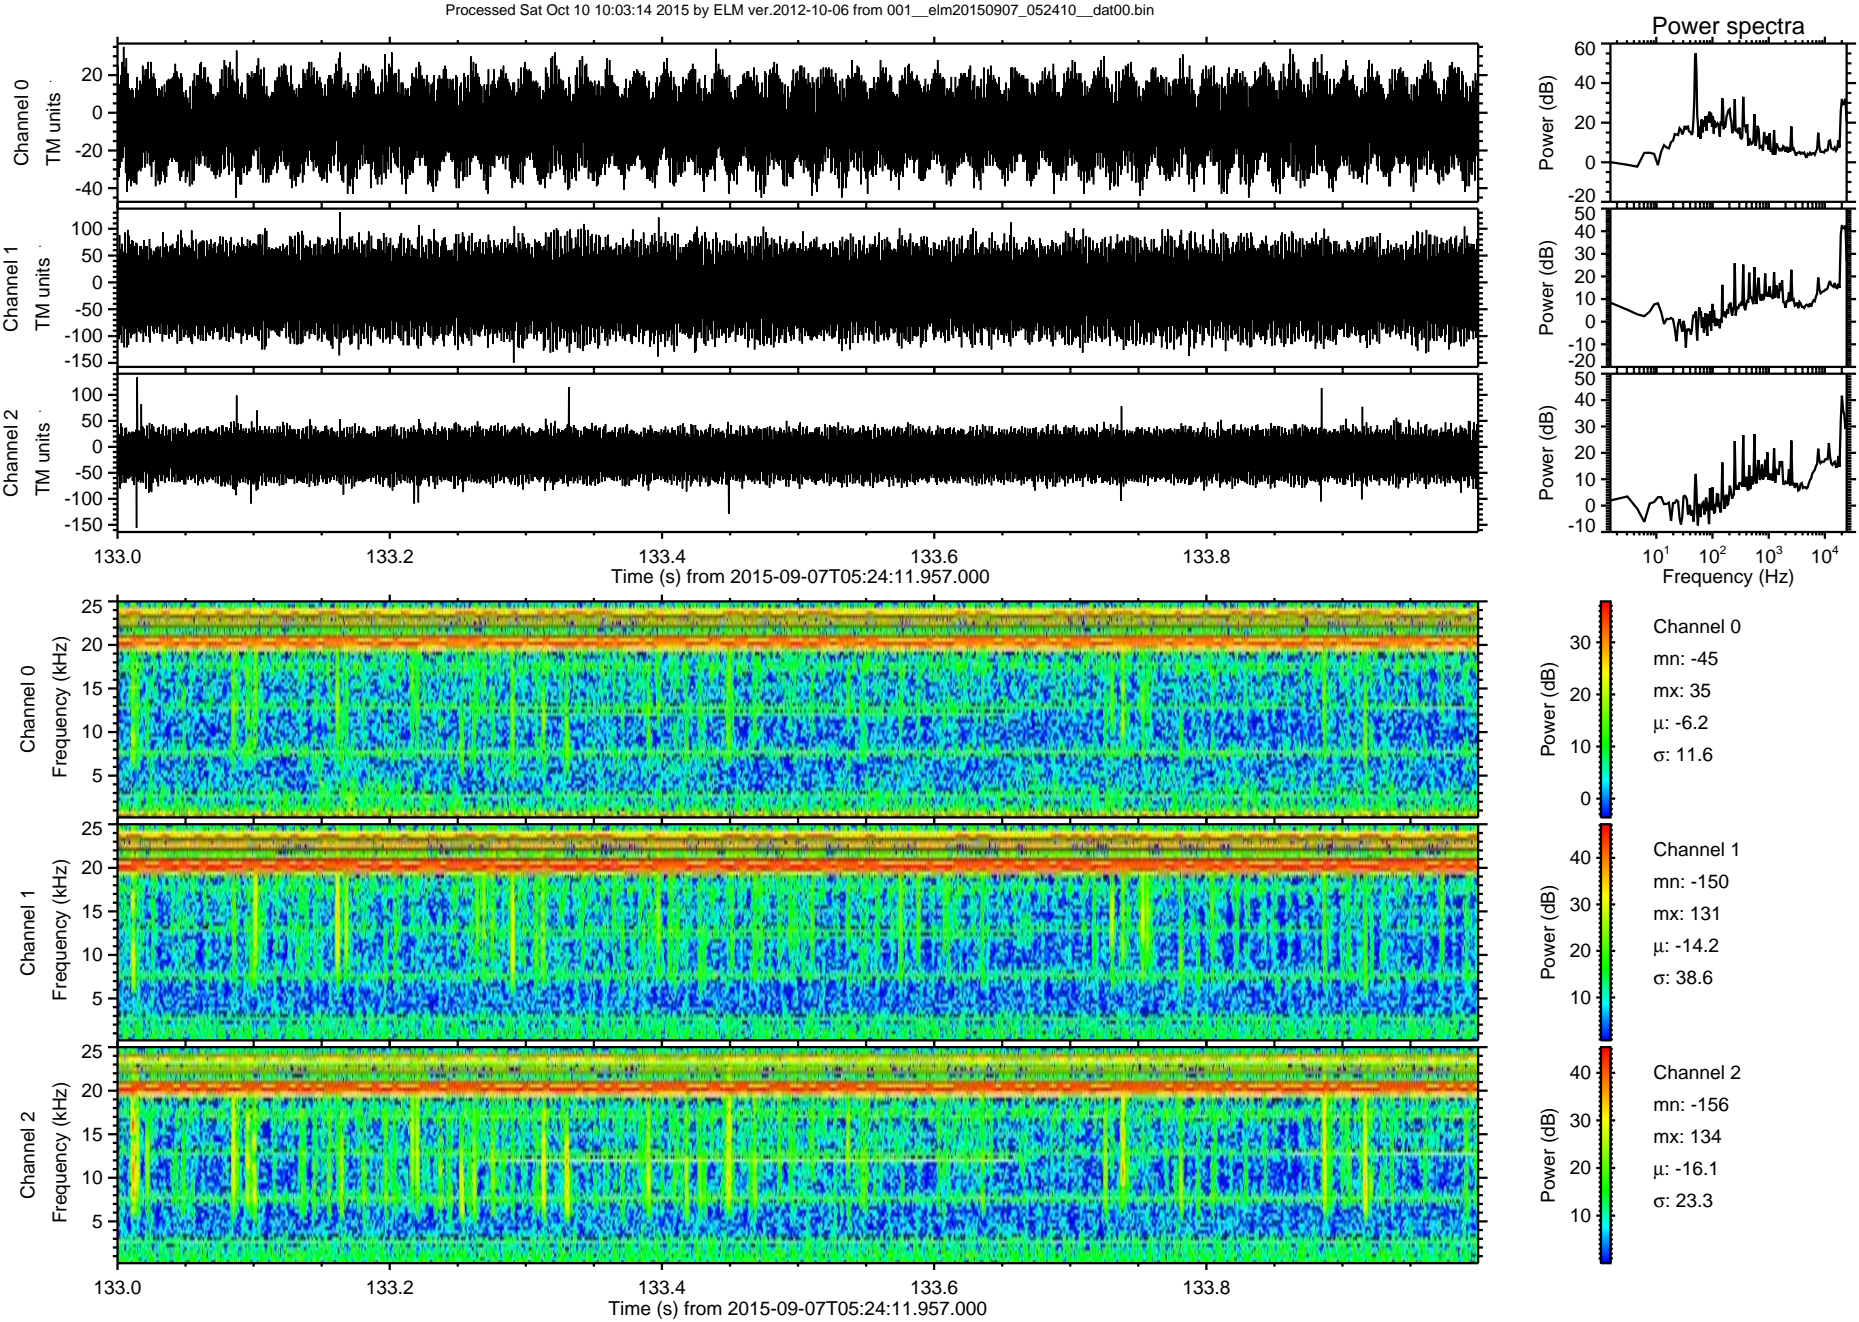 Processed Sat Oct 10 10:03:14 2015 by ELM ver.2012-10-06 from 001__elm20150907_052410__dat00.bin
Power spectra
Channel 0
TM units
20
0
-20
-40
Power (dB)
60
40
20
0
-20
Channel 1
TM units
100
50
0
-50
-100
-150
Power (dB)
50
40
30
20
10
0
-10
-20
Channel 2
TM units
100
50
0
-50
-100
-150
Power (dB)
50
40
30
20
10
0
-10
133.0 133.2 133.4 133.6 133.8
Time (s) from 2015-09-07T05:24:11.957.000
10^1 10^2 10^3 10^4
Frequency (Hz)
Channel 0
Frequency (kHz)
25
20
15
10
5
Power (dB)
30
20
10
0
Channel 0
mn: -45
mx: 35
μ: -6.2
σ: 11.6
Channel 1
Frequency (kHz)
25
20
15
10
5
Power (dB)
40
30
20
10
Channel 1
mn: -150
mx: 131
μ: -14.2
σ: 38.6
Channel 2
Frequency (kHz)
25
20
15
10
5
Power (dB)
40
30
20
10
Channel 2
mn: -156
mx: 134
μ: -16.1
σ: 23.3
133.0 133.2 133.4 133.6 133.8
Time (s) from 2015-09-07T05:24:11.957.000